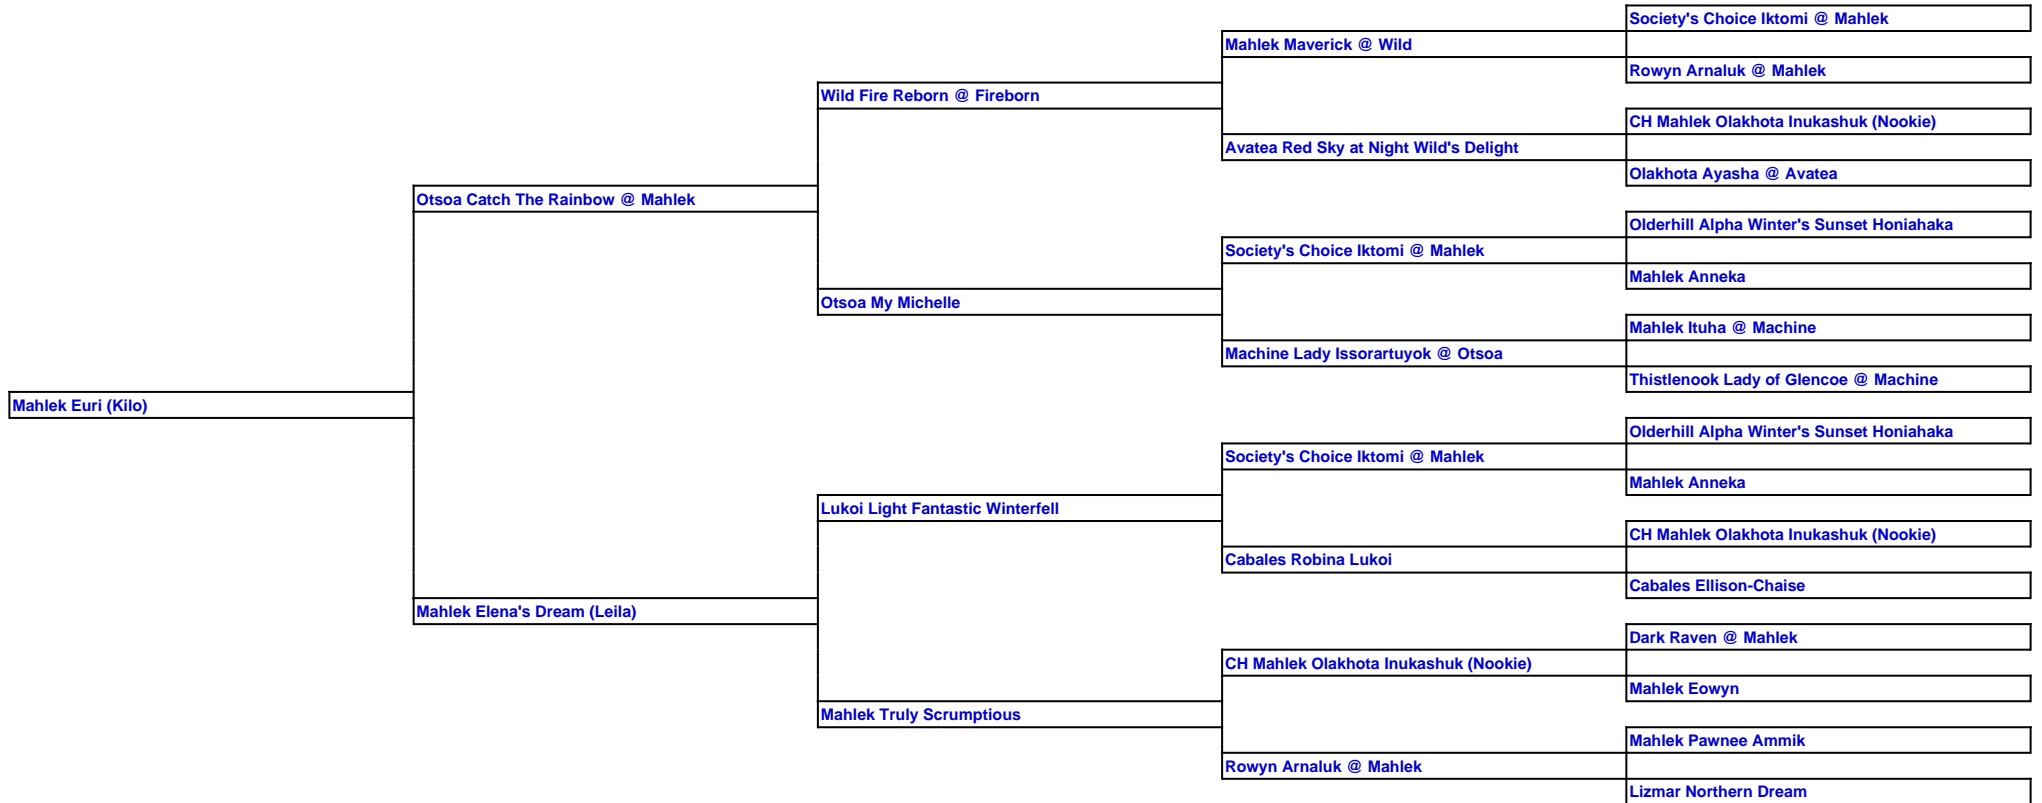 Society's Choice Iktomi @ Mahlek
Mahlek Maverick @ Wild
Rowyn Arnaluk @ Mahlek
Wild Fire Reborn @ Fireborn
CH Mahlek Olakhota Inukashuk (Nookie)
Avatea Red Sky at Night Wild's Delight
Olakhota Ayasha @ Avatea
Otsoa Catch The Rainbow @ Mahlek
Olderhill Alpha Winter's Sunset Honiahaka
Society's Choice Iktomi @ Mahlek
Mahlek Anneka
Otsoa My Michelle
Mahlek Ituha @ Machine
Machine Lady Issorartuyok @ Otsoa
Thistlenook Lady of Glencoe @ Machine
Mahlek Euri (Kilo)
Olderhill Alpha Winter's Sunset Honiahaka
Society's Choice Iktomi @ Mahlek
Mahlek Anneka
Lukoi Light Fantastic Winterfell
CH Mahlek Olakhota Inukashuk (Nookie)
Cabales Robina Lukoi
Cabales Ellison-Chaise
Mahlek Elena's Dream (Leila)
Dark Raven @ Mahlek
CH Mahlek Olakhota Inukashuk (Nookie)
Mahlek Eowyn
Mahlek Truly Scrumptious
Mahlek Pawnee Ammik
Rowyn Arnaluk @ Mahlek
Lizmar Northern Dream